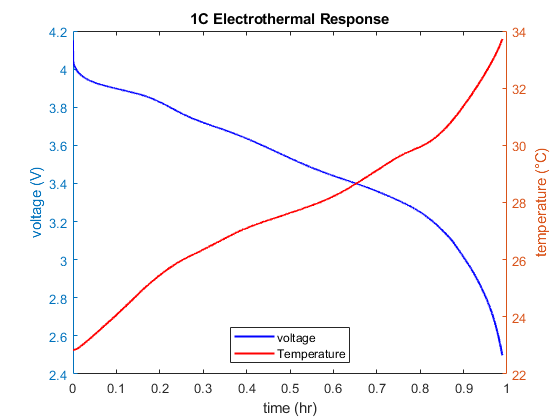 1C Electrothermal Response
4.2
4
3.8
3.6
3.4
3.2
3
2.8
2.6
2.4
voltage (V)
34
32
30
28
26
24
22
temperature (°C)
voltage
Temperature
0 0.1 0.2 0.3 0.4 0.5 0.6 0.7 0.8 0.9 1
time (hr)